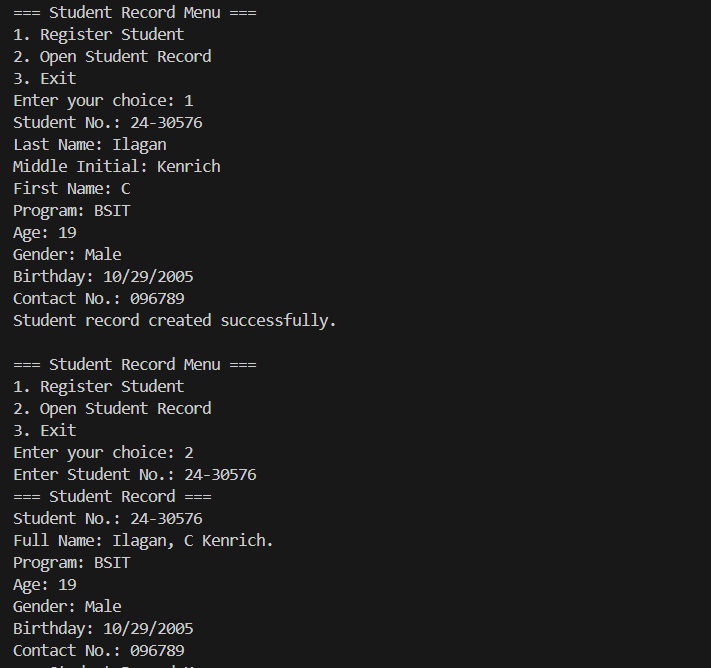 === Student Record Menu ===
1. Register Student
2. Open Student Record
3. Exit
Enter your choice: 1
Student No.: 24-30576
Last Name: Ilagan
Middle Initial: Kenrich
First Name: C
Program: BSIT
Age: 19
Gender: Male
Birthday: 10/29/2005
Contact No.: 096789
Student record created successfully.

=== Student Record Menu ===
1. Register Student
2. Open Student Record
3. Exit
Enter your choice: 2
Enter Student No.: 24-30576
=== Student Record ===
Student No.: 24-30576
Full Name: Ilagan, C Kenrich.
Program: BSIT
Age: 19
Gender: Male
Birthday: 10/29/2005
Contact No.: 096789